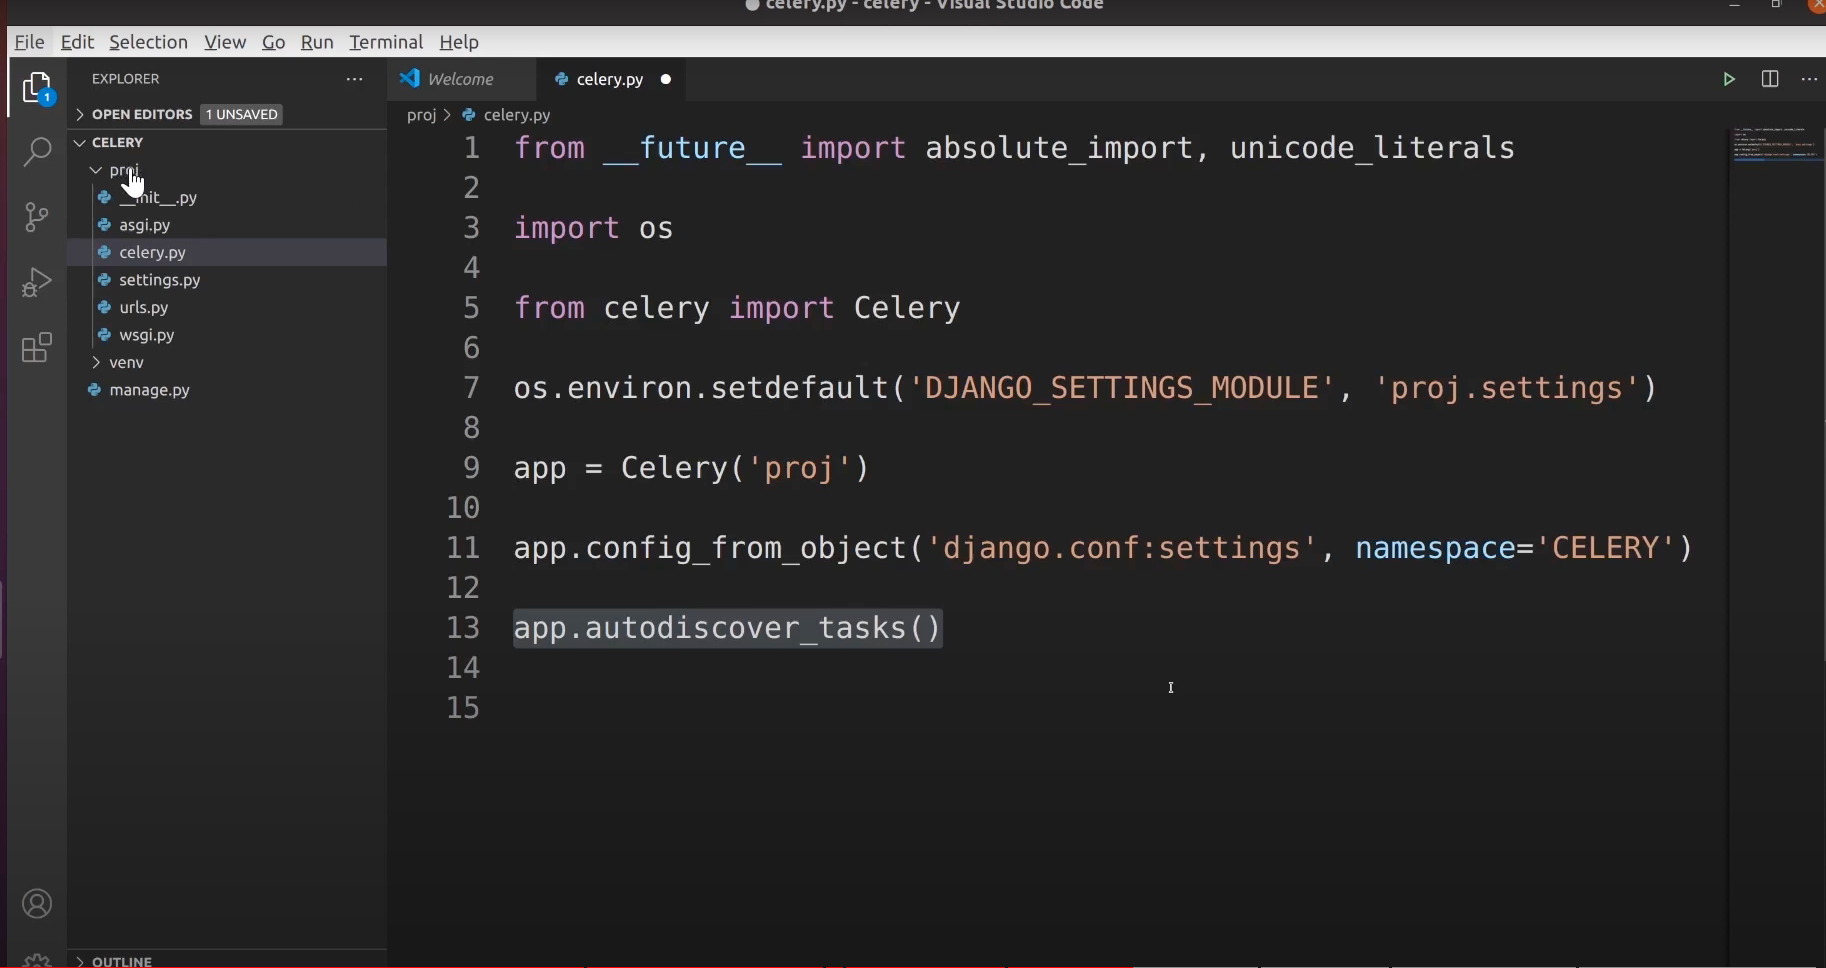 celery.py - celery - Visual Studio Code
File Edit Selection View Go Run Terminal Help
EXPLORER
1
OPEN EDITORS 1 UNSAVED
CELERY
proj
__init__.py
asgi.py
celery.py
settings.py
urls.py
wsgi.py
venv
manage.py
OUTLINE
Welcome celery.py
proj > celery.py
1 from __future__ import absolute_import, unicode_literals
2
3 import os
4
5 from celery import Celery
6
7 os.environ.setdefault('DJANGO_SETTINGS_MODULE', 'proj.settings')
8
9 app = Celery('proj')
10
11 app.config_from_object('django.conf:settings', namespace='CELERY')
12
13 app.autodiscover_tasks()
14
15